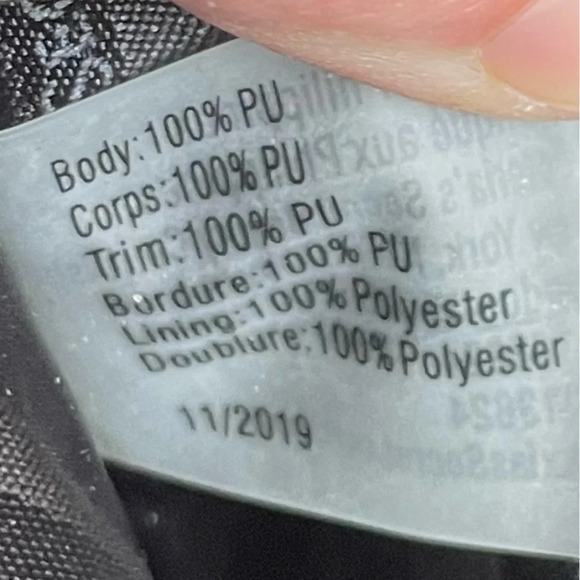 Body:100% PU
Corps:100% PU
Trim:100% PU
Bordure:100% PU
Lining:100% Polyester
Doublure:100% Polyester
11/2019